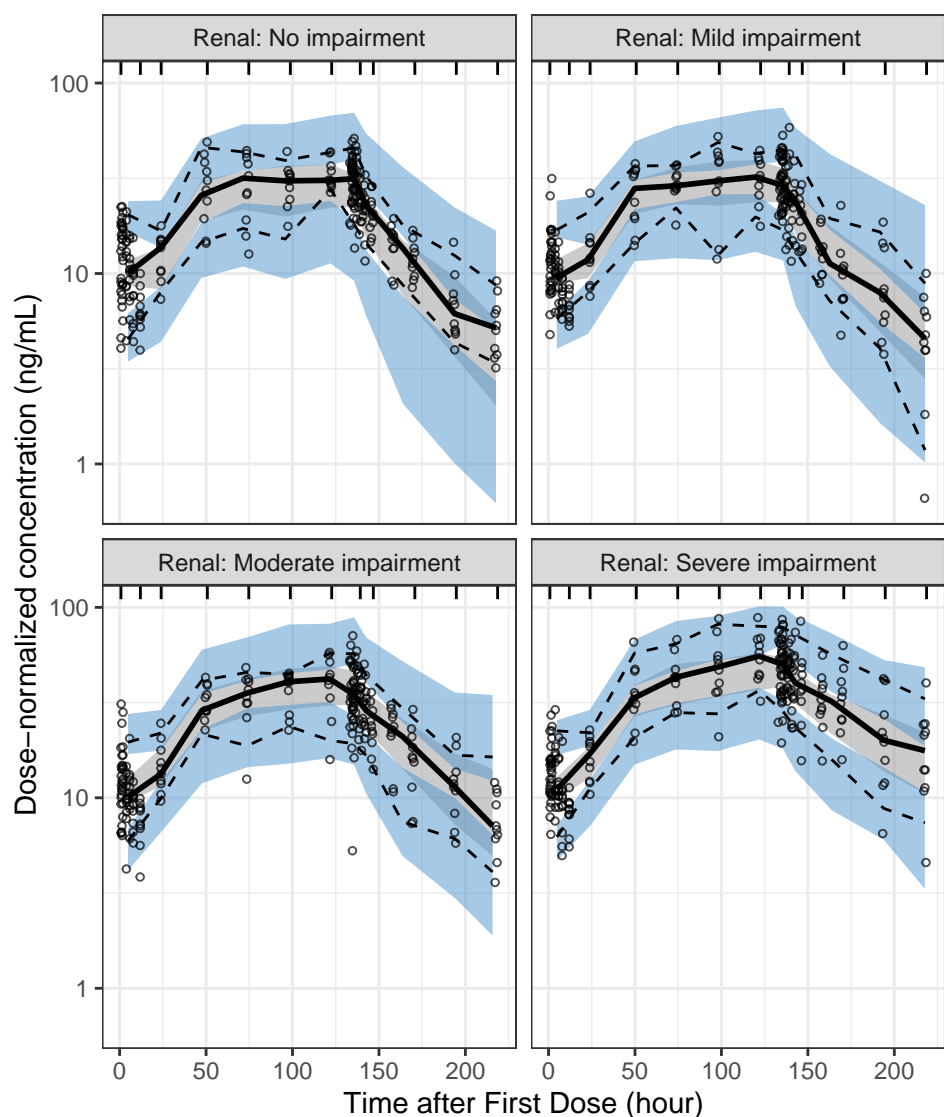 Renal: No impairment
Renal: Mild impairment
100
10
1
Renal: Moderate impairment
Renal: Severe impairment
100
10
1
0 50 100 150 200 0 50 100 150 200
Time after First Dose (hour)
Dose−normalized concentration (ng/mL)